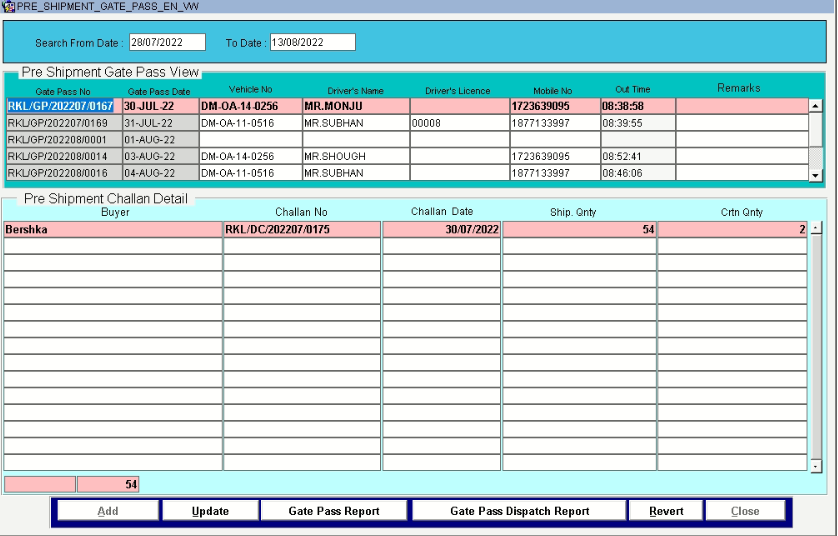 PRE_SHIPMENT_GATE_PASS_EN_VW
Search From Date : 28/07/2022 To Date : 13/08/2022
Pre Shipment Gate Pass View
Gate Pass No Gate Pass Date Vehicle No Driver's Name Driver's Licence Mobile No Out Time Remarks
RKL/GP/202207/0167 30-JUL-22 DM-OA-14-0256 MR.MONJU 1723639095 08:38:58
RKL/GP/202207/0169 31-JUL-22 DM-OA-11-0516 MR.SUBHAN 00008 1877133997 08:39:55
RKL/GP/202208/0001 01-AUG-22
RKL/GP/202208/0014 03-AUG-22 DM-OA-14-0256 MR.SHOUGH 1723639095 08:52:41
RKL/GP/202208/0016 04-AUG-22 DM-OA-11-0516 MR.SUBHAN 1877133997 08:46:06
Pre Shipment Challan Detail
Buyer Challan No Challan Date Ship. Qnty Crtn Qnty
Bershka RKL/DC/202207/0175 30/07/2022 54 2
54
Add Update Gate Pass Report Gate Pass Dispatch Report Revert Close